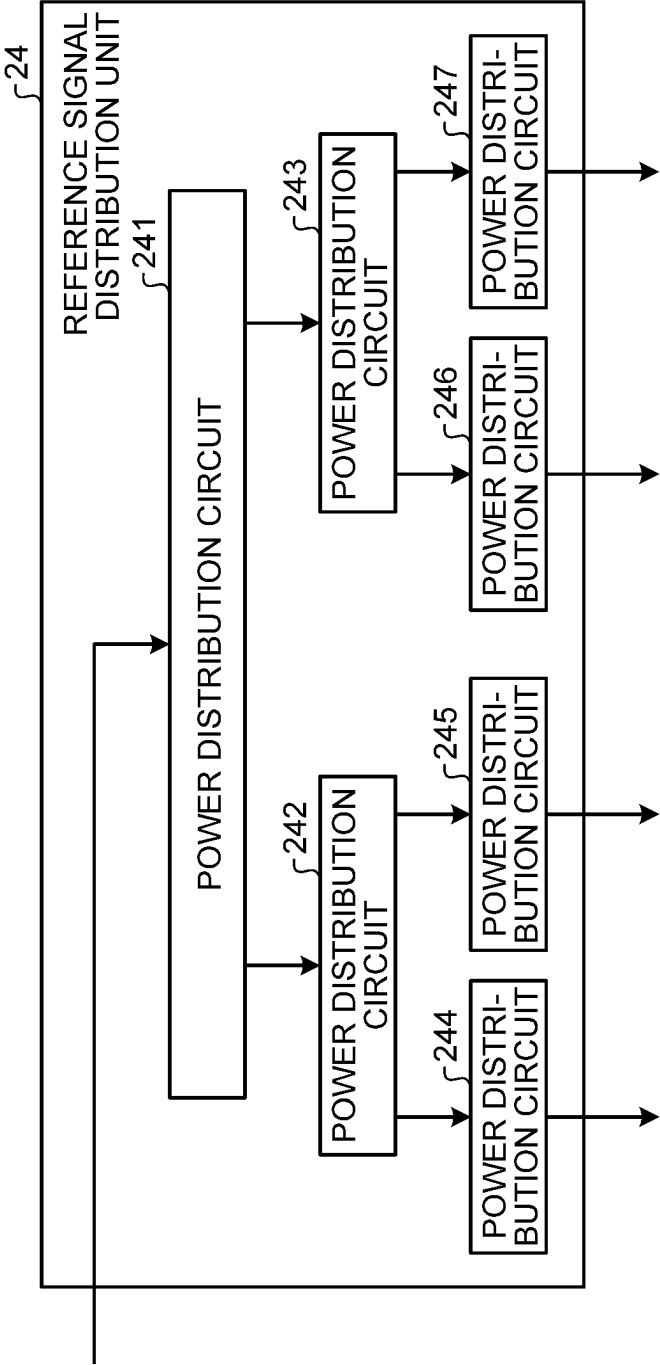 24
REFERENCE SIGNAL
DISTRIBUTION UNIT
241
POWER DISTRIBUTION CIRCUIT
242
POWER DISTRIBUTION
CIRCUIT
243
POWER DISTRIBUTION
CIRCUIT
244
POWER DISTRI-
BUTION CIRCUIT
245
POWER DISTRI-
BUTION CIRCUIT
246
POWER DISTRI-
BUTION CIRCUIT
247
POWER DISTRI-
BUTION CIRCUIT